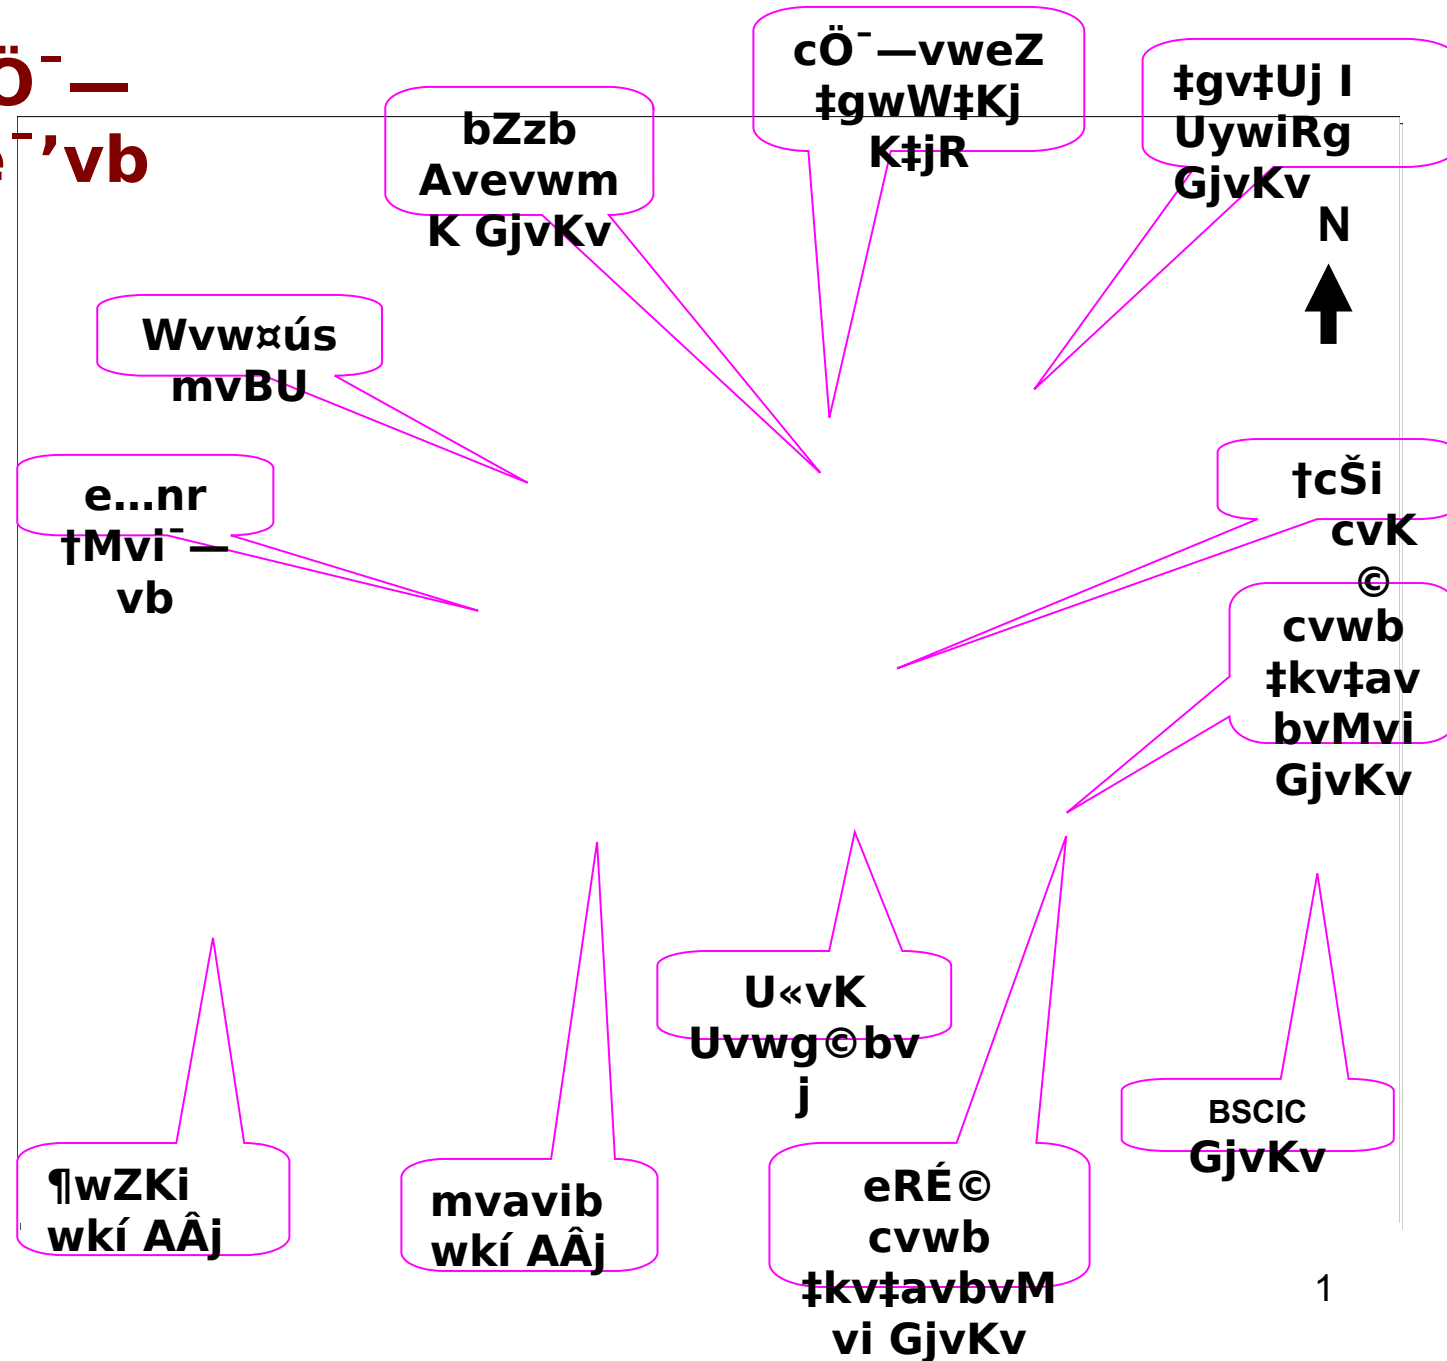 Ö¯—
e¯’vb
bZzb
Avevwm
K GjvKv
cÖ¯—vweZ
‡gwW‡Kj
K‡jR
‡gv‡Uj I
UywiRg
GjvKv
N
Wvw¤ús
mvBU
e…nr
†Mvi¯—
vb
†cŠi
cvK
©
cvwb
‡kv‡av
bvMvi
GjvKv
U«vK
Uvwg©bv
j
BSCIC
GjvKv
¶wZKi
wkí AÂj
mvavib
wkí AÂj
eRÉ©
cvwb
‡kv‡avbvM
vi GjvKv
1